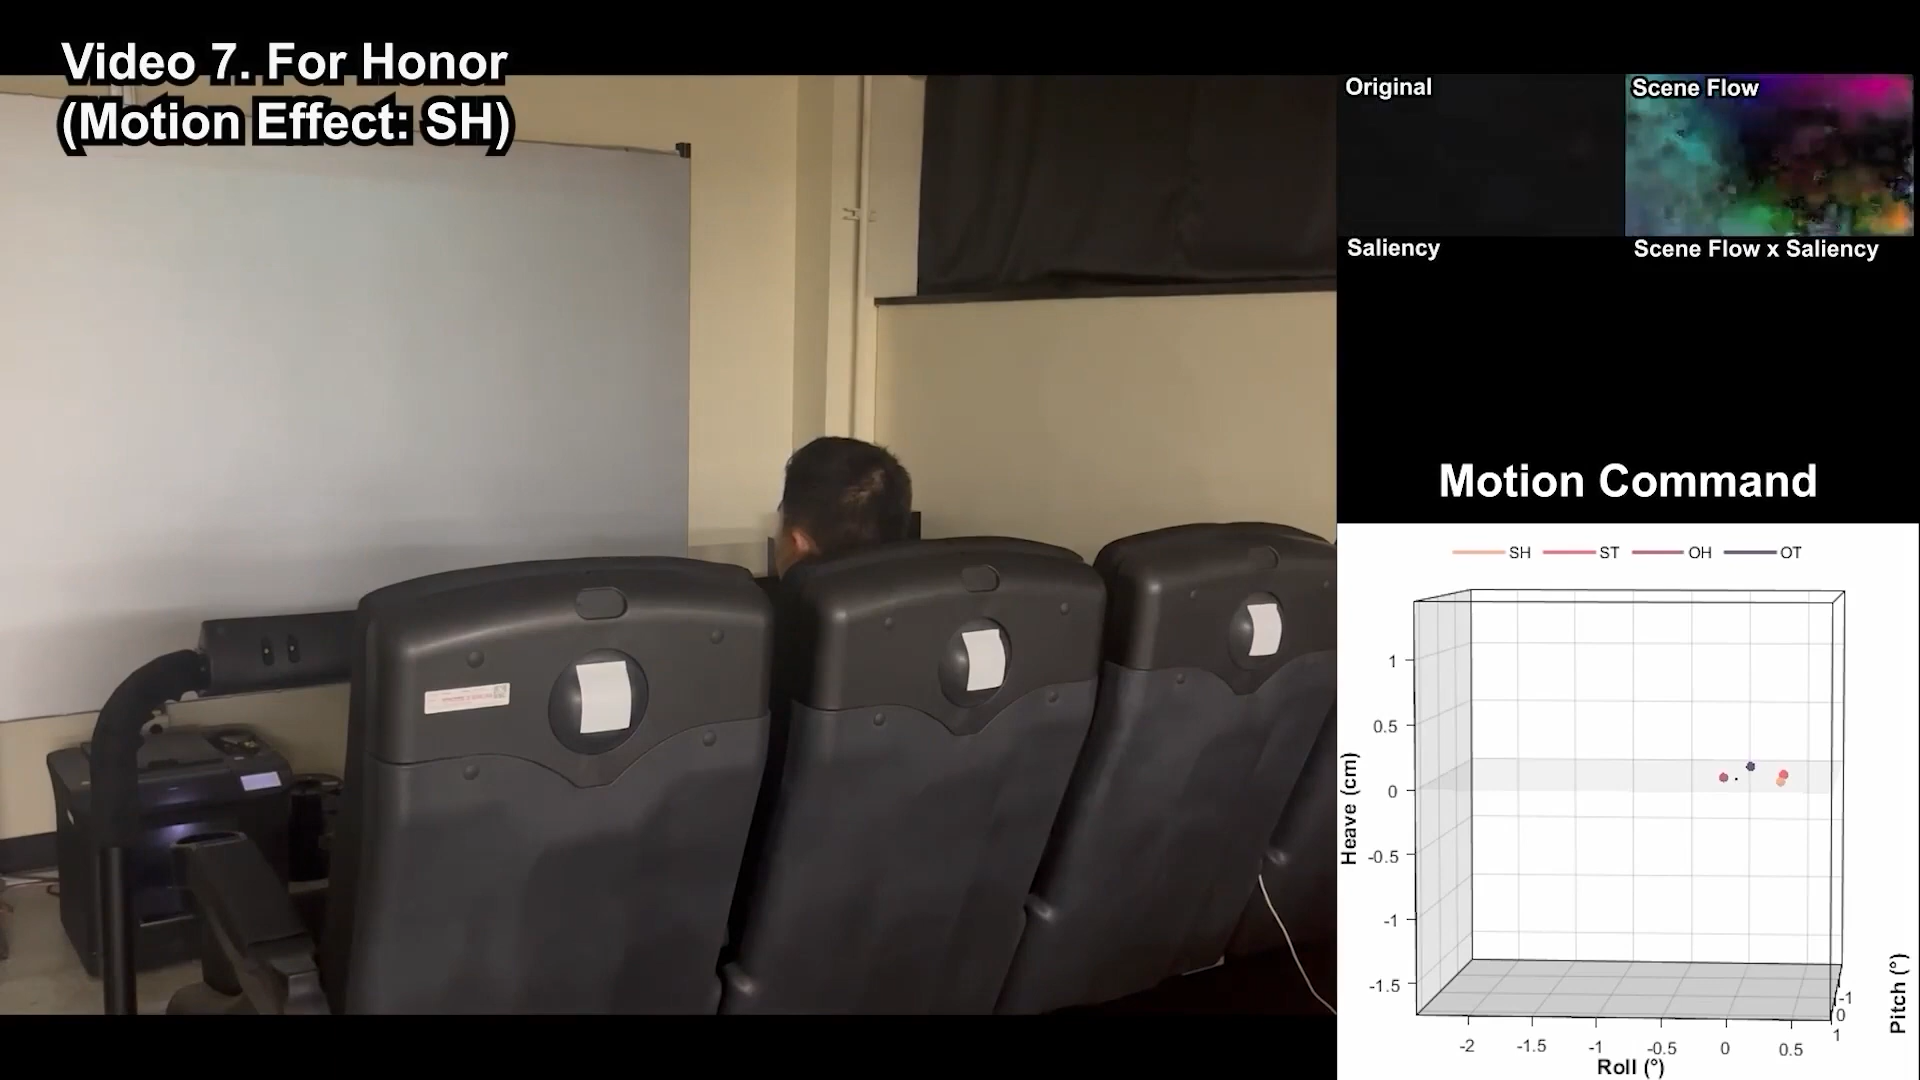 Video 7. For Honor
(Motion Effect: SH)
Original
Scene Flow
Saliency
Scene Flow x Saliency
Motion Command
SH ST OH OT
1
0.5
0
-0.5
-1
-1.5
Heave (cm)
-2 -1.5 -1 -0.5 0 0.5
Roll (°)
-1
0
1
Pitch (°)